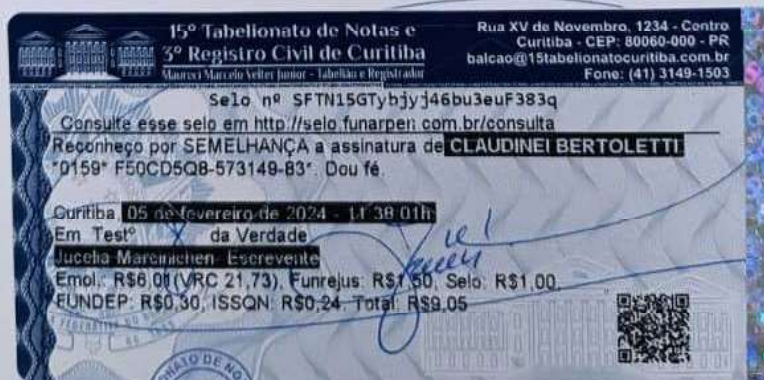 15º Tabelionato de Notas e
3º Registro Civil de Curitiba
Maureci Marcelo Velter Junior - Tabelião e Registrador
Rua XV de Novembro, 1234 - Centro
Curitiba - CEP: 80060-000 - PR
balcao@15tabelionatocuritiba.com.br
Fone: (41) 3149-1503
Selo nº SFTN15GTybjyj46bu3euF383q
Consulte esse selo em http://selo.funarpen.com.br/consulta
Reconheço por SEMELHANÇA a assinatura de CLAUDINEI BERTOLETTI
*0159* F50CD5Q8-573149-83*. Dou fé.
Curitiba, 05 de fevereiro de 2024 - 11:38:01h
Em Testº da Verdade
Jucelia Marcinichen- Escrevente
Emol.: R$6,01(VRC 21,73), Funrejus: R$1,50, Selo: R$1,00,
FUNDEP: R$0,30, ISSQN: R$0,24. Total: R$9,05